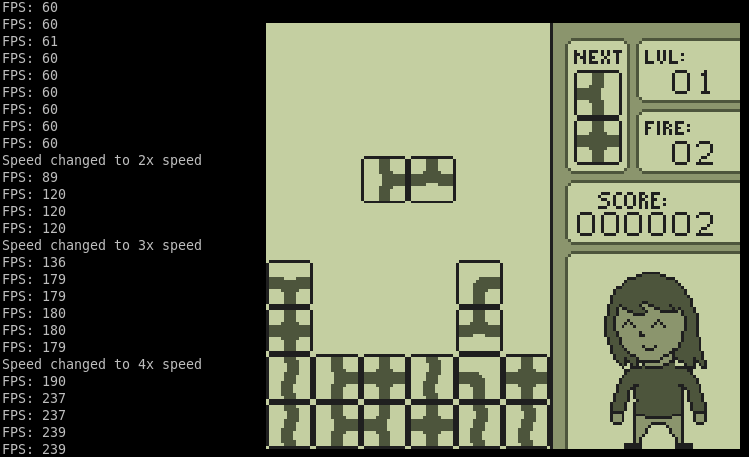 FPS: 60
FPS: 60
FPS: 61
FPS: 60
FPS: 60
FPS: 60
FPS: 60
FPS: 60
FPS: 60
Speed changed to 2x speed
FPS: 89
FPS: 120
FPS: 120
FPS: 120
Speed changed to 3x speed
FPS: 136
FPS: 179
FPS: 179
FPS: 180
FPS: 180
FPS: 179
Speed changed to 4x speed
FPS: 190
FPS: 237
FPS: 237
FPS: 239
FPS: 239
NEXT
LVL:
01
FIRE:
02
SCORE:
000002